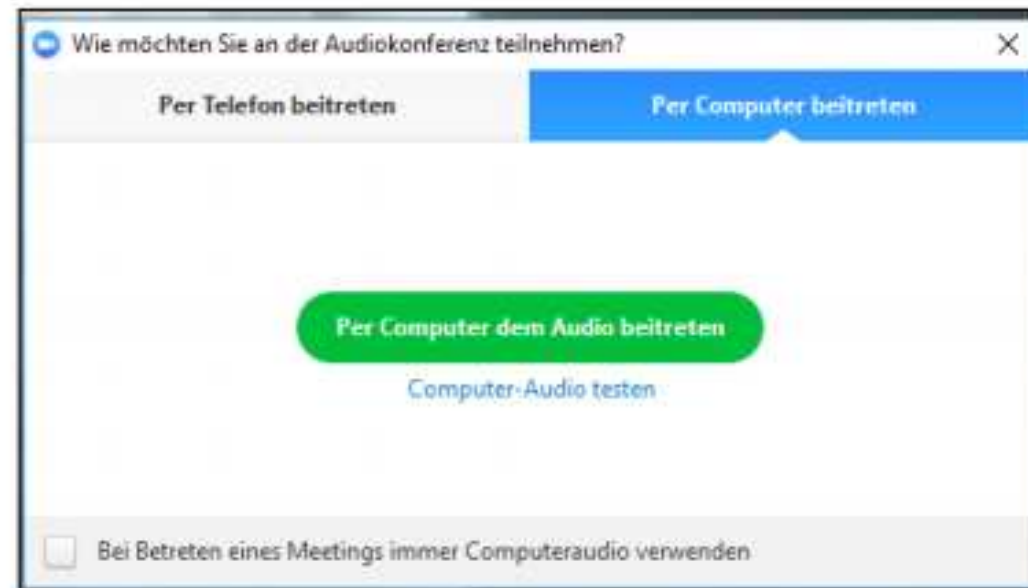 Wie möchten Sie an der Audiokonferenz teilnehmen?
Per Telefon beitreten
Per Computer beitreten
Per Computer dem Audio beitreten
Computer-Audio testen
Bei Betreten eines Meetings immer Computeraudio verwenden